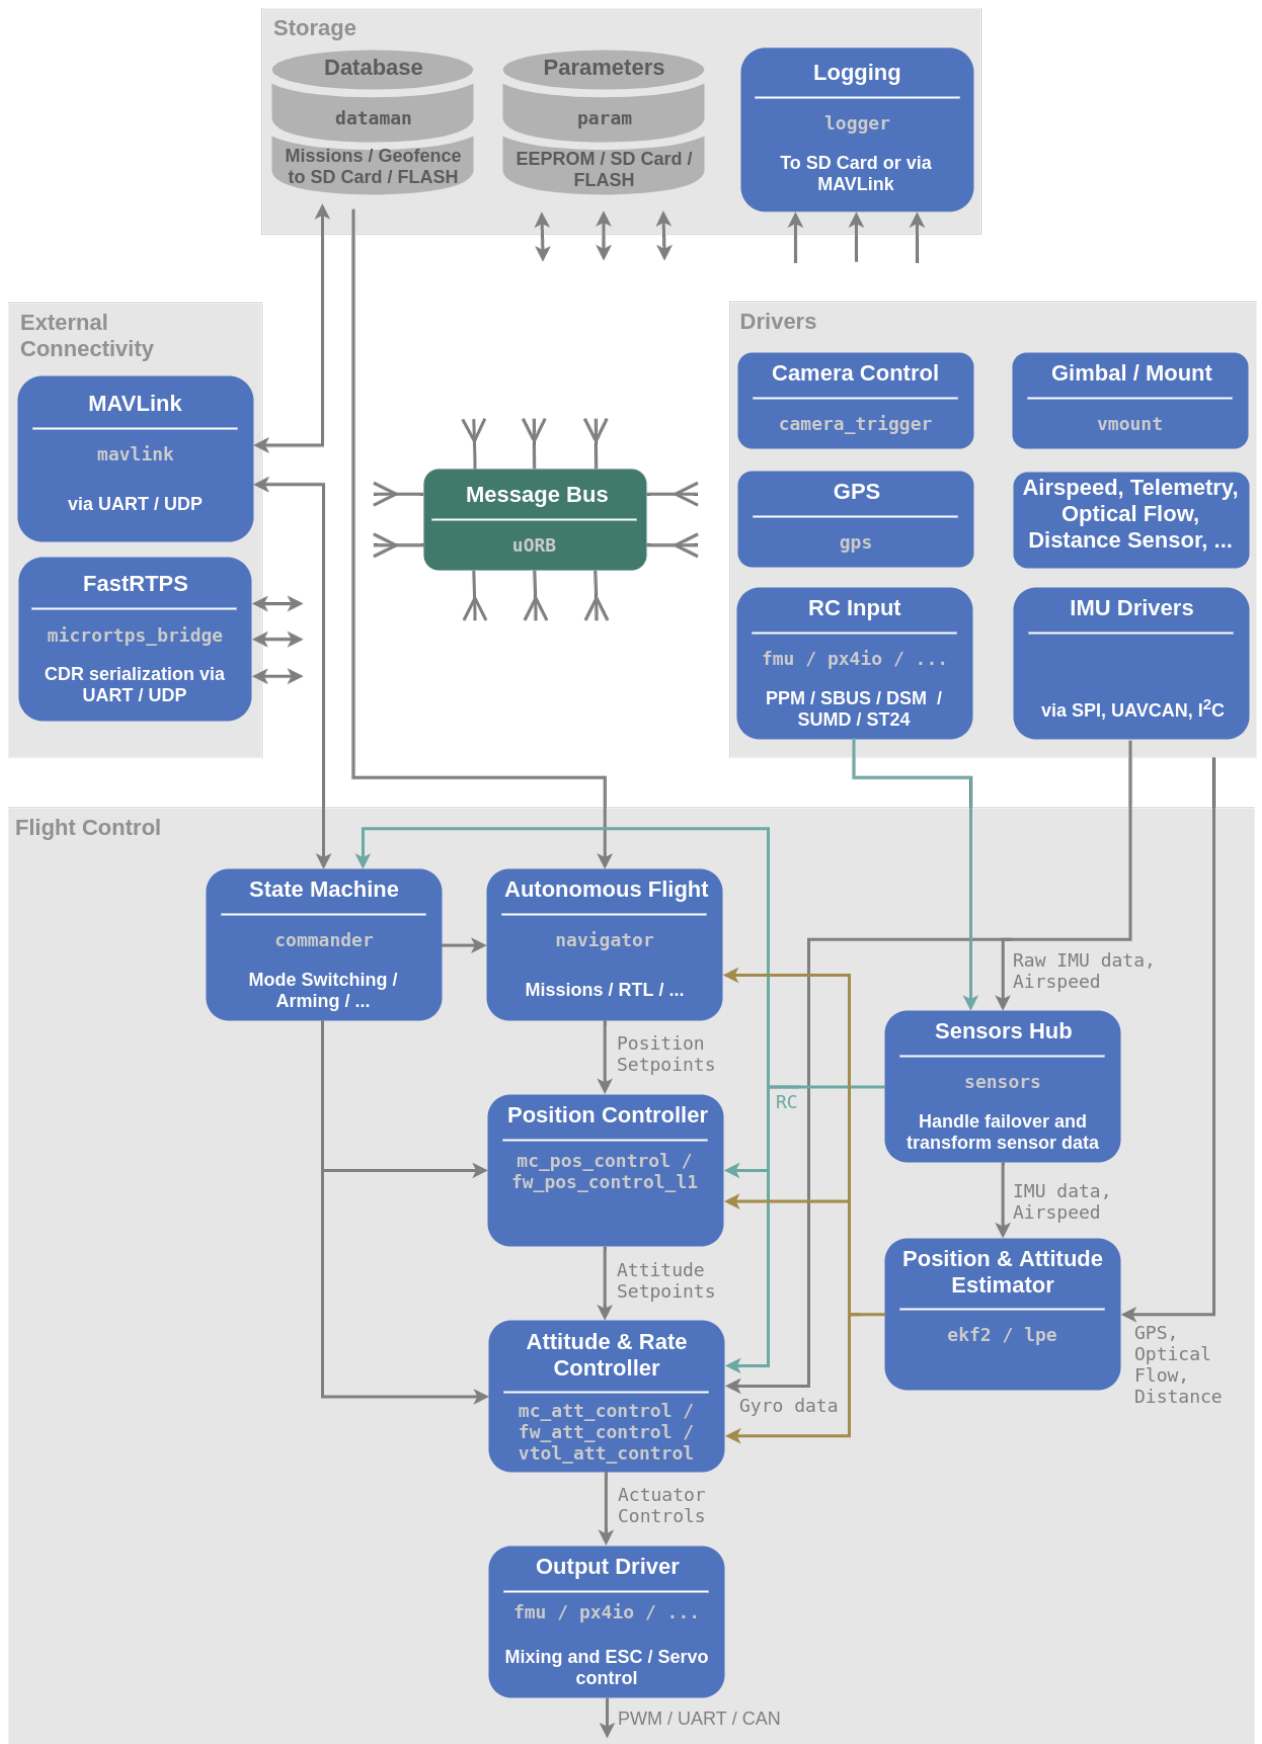 Storage
Database
dataman
Missions / Geofence
to SD Card / FLASH
Parameters
param
EEPROM / SD Card /
FLASH
Logging
logger
To SD Card or via
MAVLink
External
Connectivity
MAVLink
mavlink
via UART / UDP
FastRTPS
micrortps_bridge
CDR serialization via
UART / UDP
Message Bus
uORB
Drivers
Camera Control
camera_trigger
Gimbal / Mount
vmount
GPS
gps
Airspeed, Telemetry,
Optical Flow,
Distance Sensor, ...
RC Input
fmu / px4io / ...
PPM / SBUS / DSM /
SUMD / ST24
IMU Drivers
via SPI, UAVCAN, I²C
Flight Control
State Machine
commander
Mode Switching /
Arming / ...
Autonomous Flight
navigator
Missions / RTL / ...
Raw IMU data,
Airspeed
Position
Setpoints
Sensors Hub
sensors
Handle failover and
transform sensor data
RC
Position Controller
mc_pos_control /
fw_pos_control_l1
IMU data,
Airspeed
Attitude
Setpoints
Position & Attitude
Estimator
ekf2 / lpe
GPS,
Optical
Flow,
Distance
Attitude & Rate
Controller
mc_att_control /
fw_att_control /
vtol_att_control
Gyro data
Actuator
Controls
Output Driver
fmu / px4io / ...
Mixing and ESC / Servo
control
PWM / UART / CAN